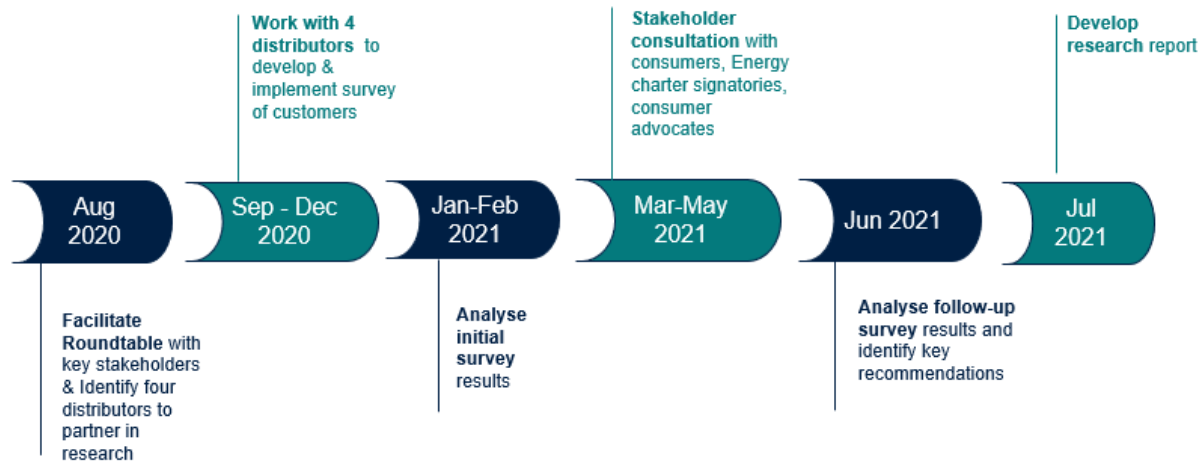 Work with 4
distributors to
develop &
implement survey
of customers
Stakeholder
consultation with
consumers, Energy
charter signatories,
consumer
advocates
Develop
research report
Aug
2020
Sep - Dec
2020
Jan-Feb
2021
Mar-May
2021
Jun 2021
Jul
2021
Facilitate
Roundtable with
key stakeholders
& Identify four
distributors to
partner in
research
Analyse
initial
survey
results
Analyse follow-up
survey results and
identify key
recommendations